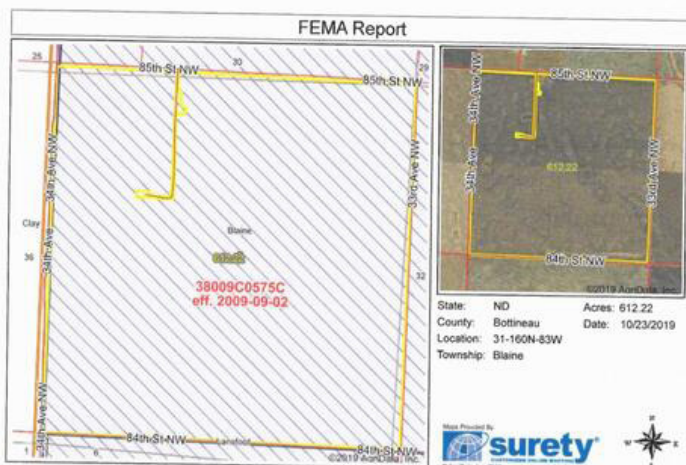 FEMA Report
25
30
29
85th St NW
85th St NW
34th Ave NW
34th Ave
34th Ave NW
33rd Ave NW
Clay
36
Blaine
32
38009C0575C
eff. 2009-09-02
84th St NW
84th St NW
1
6
©2019 AgriData, Inc.
85th St NW
34th Ave NW
34th Ave
33rd Ave NW
612.22
84th St NW
©2019 AgriData, Inc.
State: ND
Acres: 612.22
County: Bottineau
Date: 10/23/2019
Location: 31-160N-83W
Township: Blaine
Maps Provided By
surety®
CUSTOMIZED ONLINE MAPPING
N
W
E
S